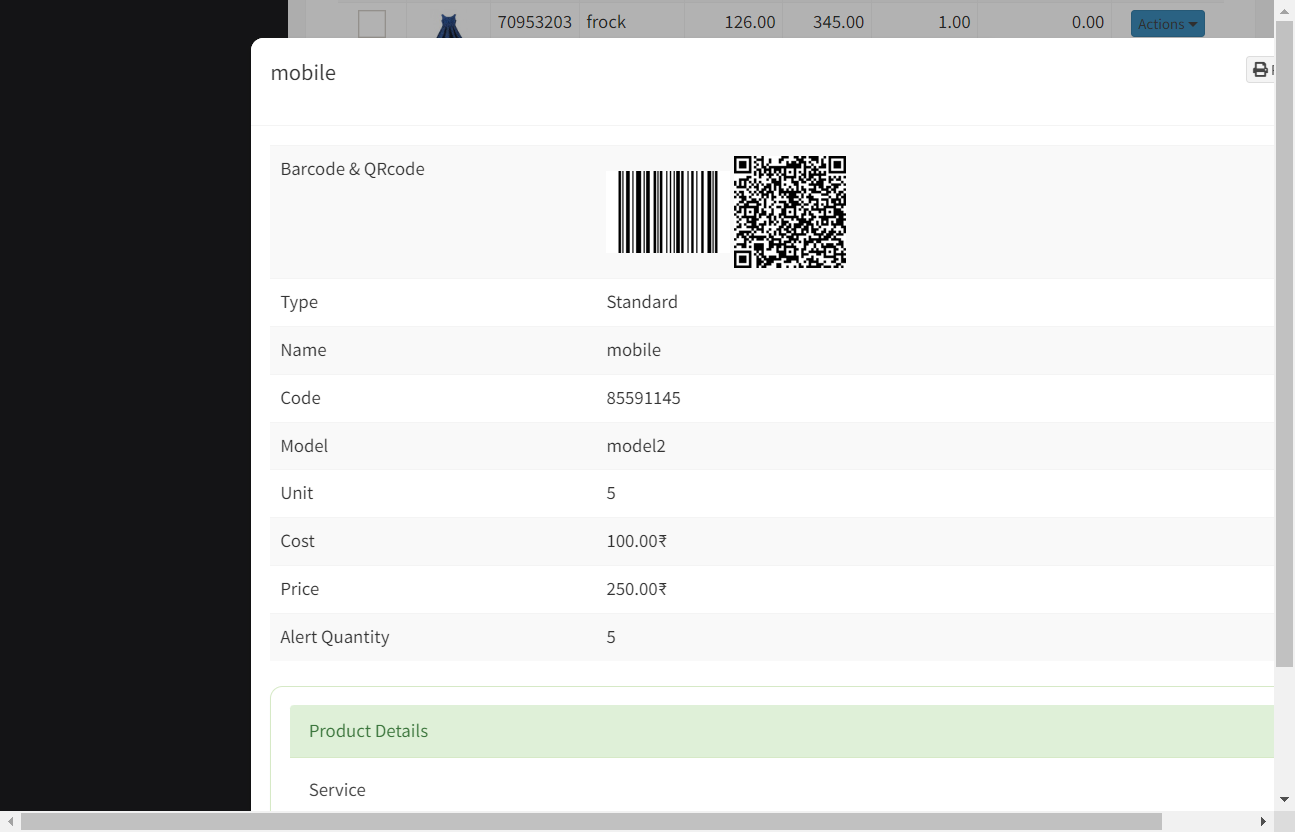 70953203 frock 126.00 345.00 1.00 0.00 Actions
mobile
Barcode & QRcode
Type Standard
Name mobile
Code 85591145
Model model2
Unit 5
Cost 100.00₹
Price 250.00₹
Alert Quantity 5
Product Details
Service